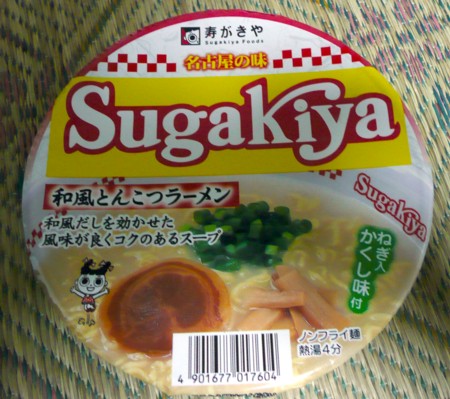 寿がきや
Sugakiya Foods
名古屋の味
Sugakiya
和風とんこつラーメン
和風だしを効かせた
風味が良くコクのあるスープ
Sugakiya
ねぎ入
かくし味付
ノンフライ麺
熱湯4分
4 901677 017604